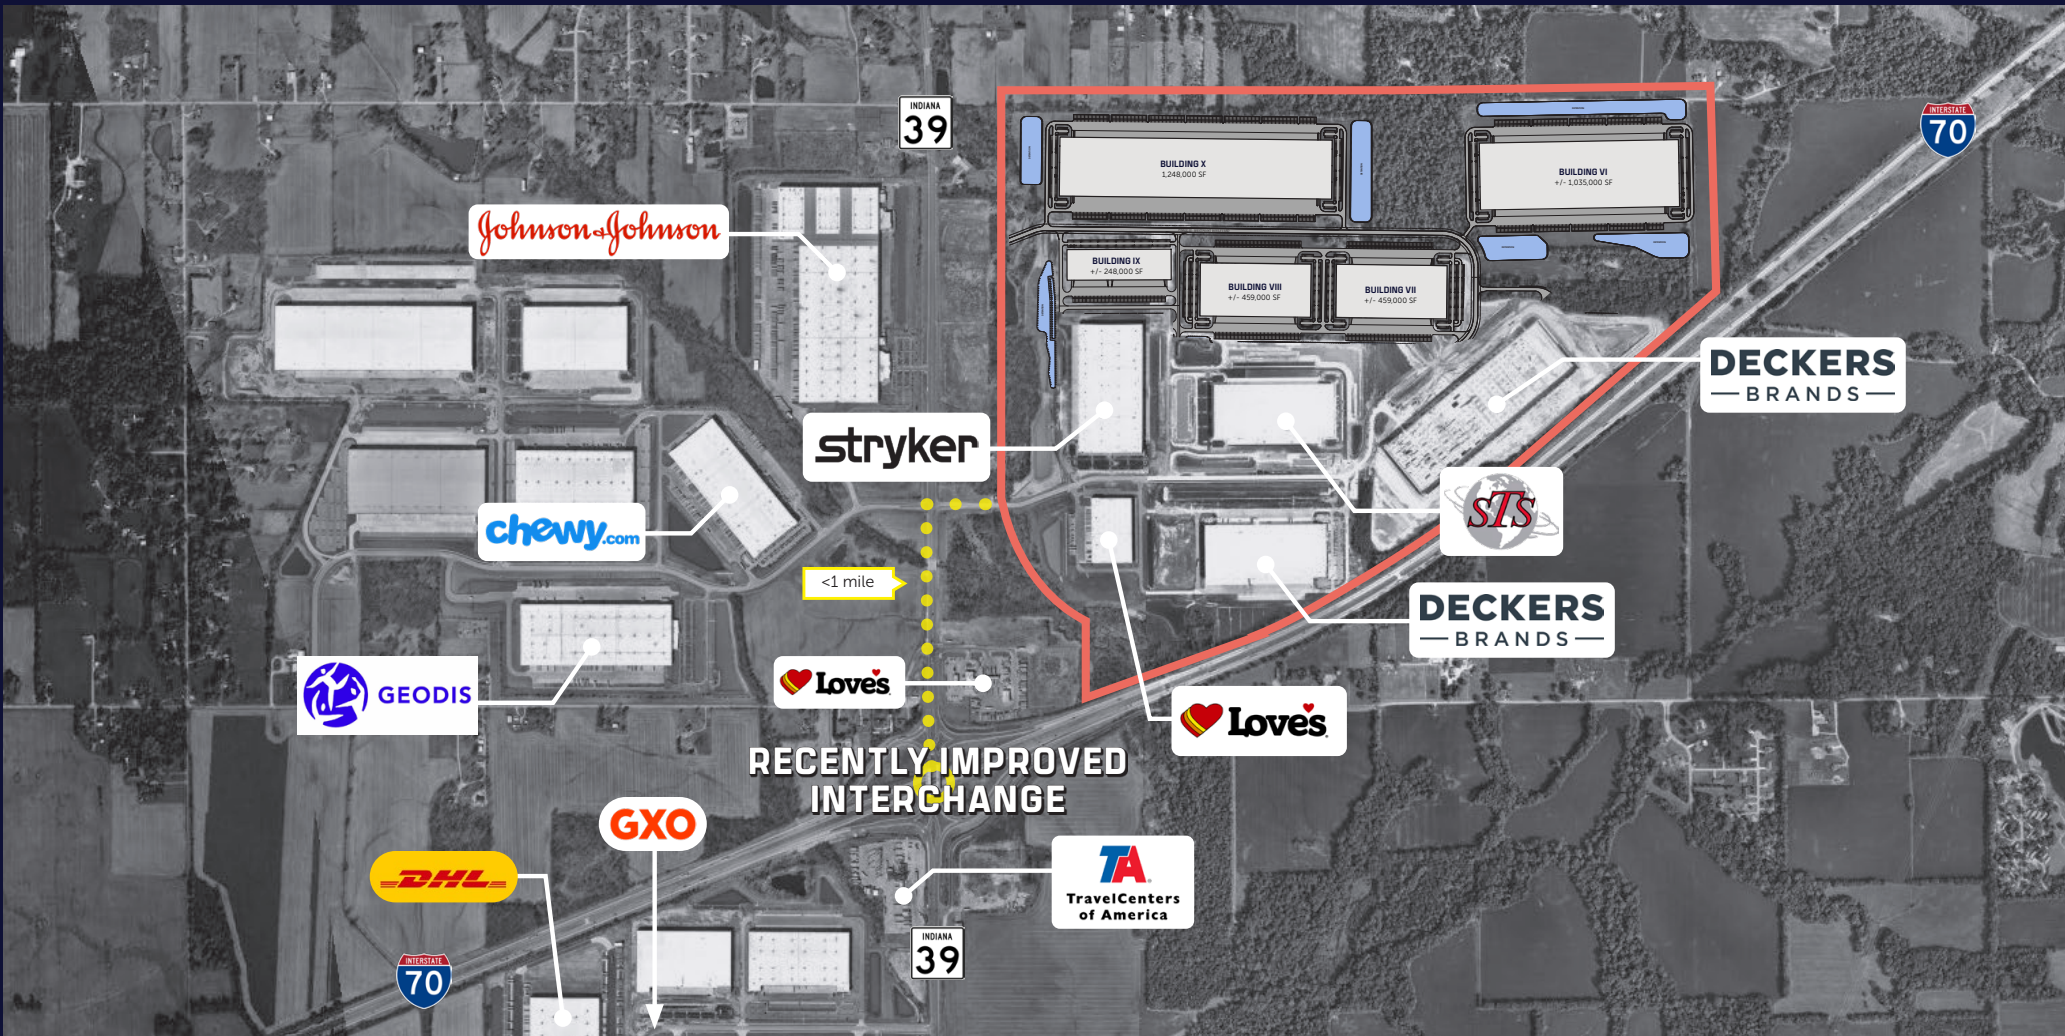 INDIANA
39
INTERSTATE
70
BUILDING X
1,248,000 SF
BUILDING VI
+/- 1,035,000 SF
Johnson & Johnson
BUILDING IX
+/- 248,000 SF
BUILDING VIII
+/- 459,000 SF
BUILDING VII
+/- 459,000 SF
DECKERS
BRANDS
stryker
STS
chewy.com
<1 mile
DECKERS
BRANDS
GEODIS
Love's
Love's
RECENTLY IMPROVED
INTERCHANGE
GXO
DHL
TA
TravelCenters
of America
INDIANA
39
INTERSTATE
70